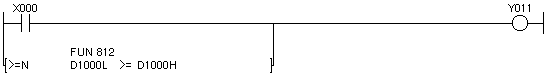 X000 Y011
FUN 812
[>=N D1000L >= D1000H ]